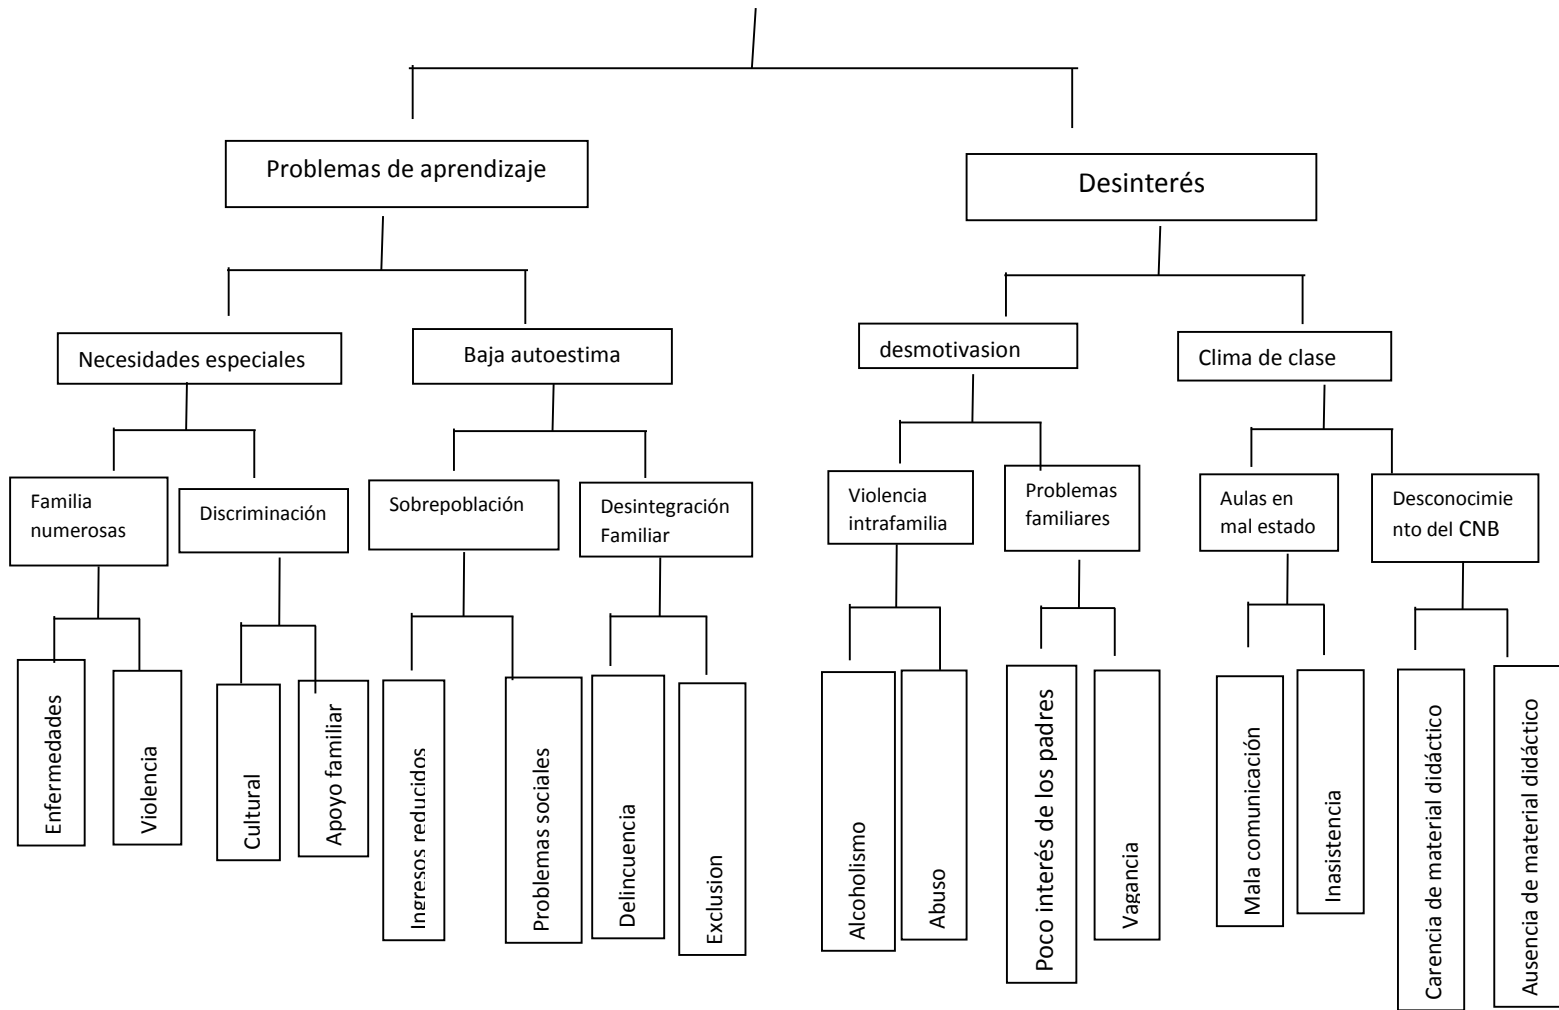 Problemas de aprendizaje
Desinterés
Necesidades especiales
Baja autoestima
desmotivasion
Clima de clase
Familia
numerosas
Discriminación
Sobrepoblación
Desintegración
Familiar
Violencia
intrafamilia
Problemas
familiares
Aulas en
mal estado
Desconocimie
nto del CNB
Enfermedades
Violencia
Cultural
Apoyo familiar
Ingresos reducidos
Problemas sociales
Delincuencia
Exclusion
Alcoholismo
Abuso
Poco interés de los padres
Vagancia
Mala comunicación
Inasistencia
Carencia de material didáctico
Ausencia de material didáctico